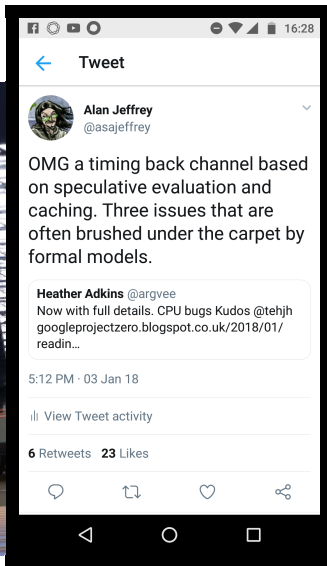 16:28
Tweet
Alan Jeffrey
@asajeffrey
OMG a timing back channel based
on speculative evaluation and
caching. Three issues that are
often brushed under the carpet by
formal models.
Heather Adkins @argvee
Now with full details. CPU bugs Kudos @tehjh
googleprojectzero.blogspot.co.uk/2018/01/
readin…
5:12 PM · 03 Jan 18
View Tweet activity
6 Retweets 23 Likes